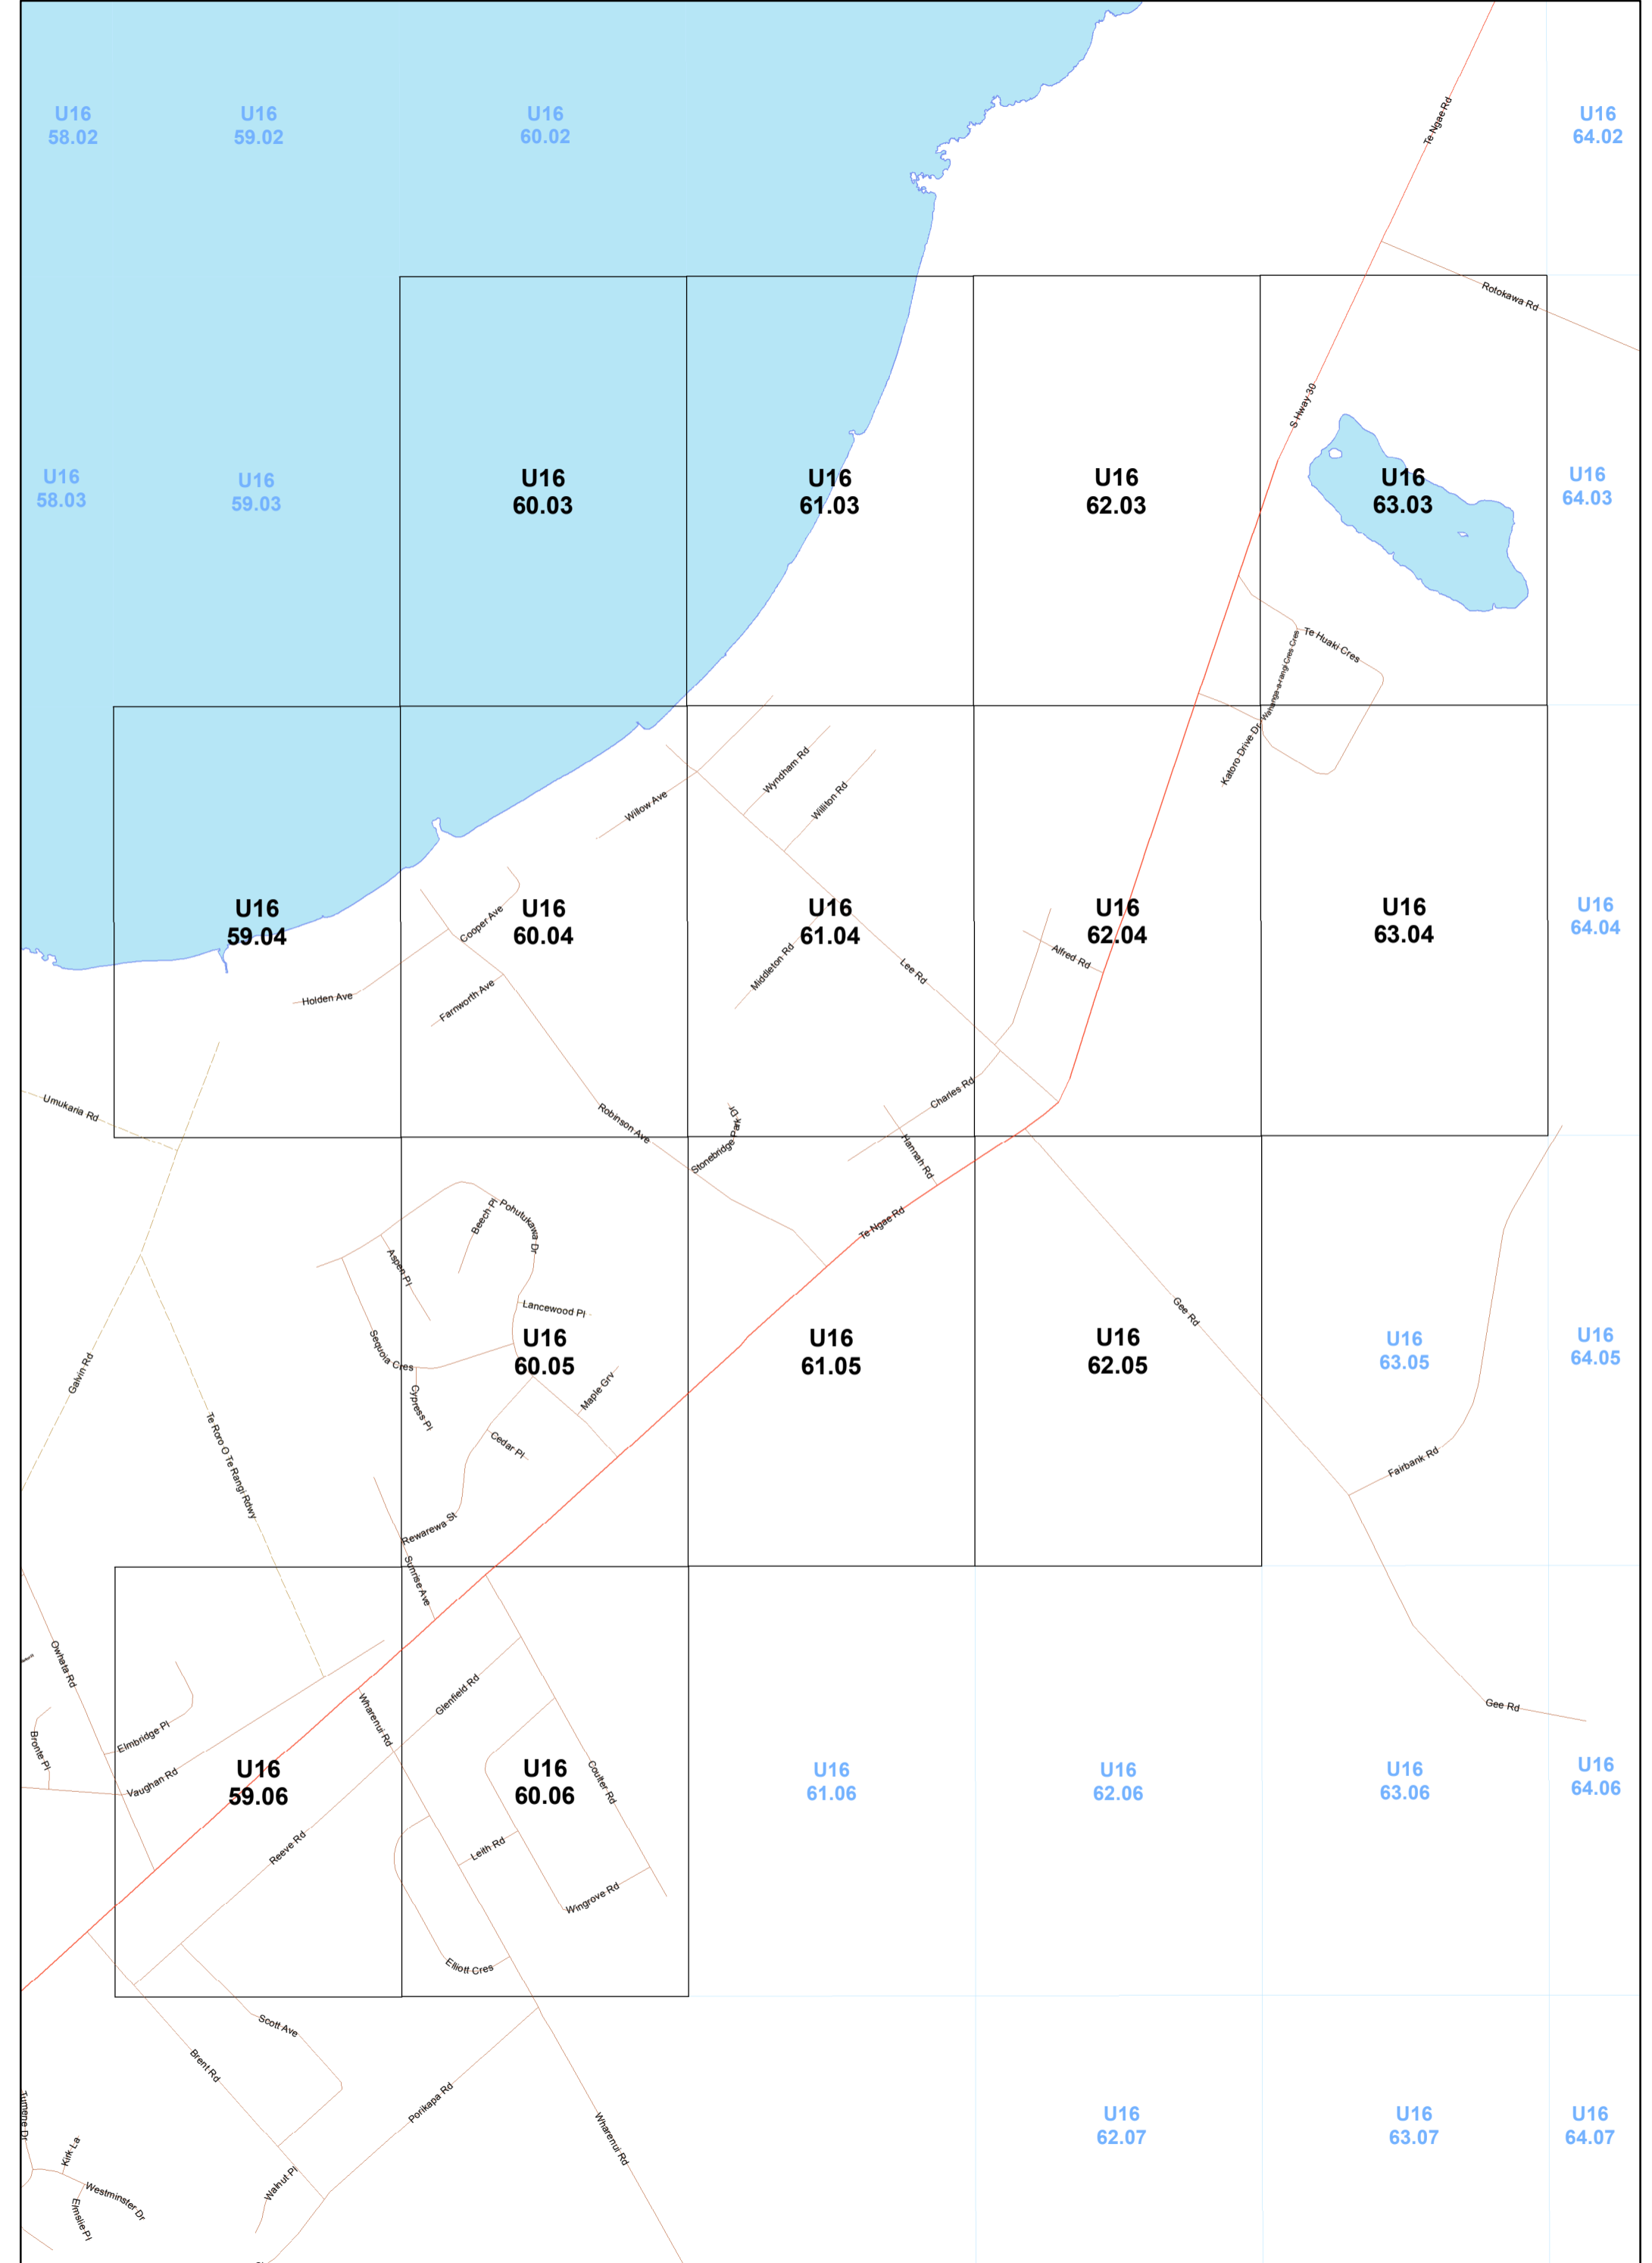 U16
58.02
U16
59.02
U16
60.02
Te Ngae Rd
U16
64.02
Rotokawa Rd
S Hway 30
U16
58.03
U16
59.03
U16
60.03
U16
61.03
U16
62.03
U16
63.03
U16
64.03
Te Huaki Cres
Katoro Drive Dr
Willow Ave
Wyndham Rd
Williton Rd
U16
59.04
Cooper Ave
U16
60.04
U16
61.04
U16
62.04
U16
63.04
U16
64.04
Alfred Rd
Middleton Rd
Lee Rd
Holden Ave
Farnworth Ave
Umukaria Rd
Robinson Ave
Stonebridge Park Dr
Charles Rd
Hannah Rd
Te Ngae Rd
Beech Pl
Pohutukawa Dr
Aspen Pl
Lancewood Pl
Gee Rd
Sequoia Cres
U16
60.05
U16
61.05
U16
62.05
U16
63.05
U16
64.05
Galvin Rd
Cypress Pl
Maple Grv
Cedar Pl
Te Roro O Te Rangi Rdwy
Fairbank Rd
Rewarewa St
Sunrise Ave
Owhata Rd
Glenfield Rd
Wharenui Rd
Gee Rd
Elmbridge Pl
Bronte Pl
Vaughan Rd
U16
59.06
U16
60.06
Coulter Rd
U16
61.06
U16
62.06
U16
63.06
U16
64.06
Reeve Rd
Leith Rd
Wingrove Rd
Elliott Cres
Scott Ave
Brent Rd
Porikapa Rd
Wharenui Rd
U16
62.07
U16
63.07
U16
64.07
Tumene Dr
Kirk La
Westminster Dr
Elmslie Pl
Walnut Pl